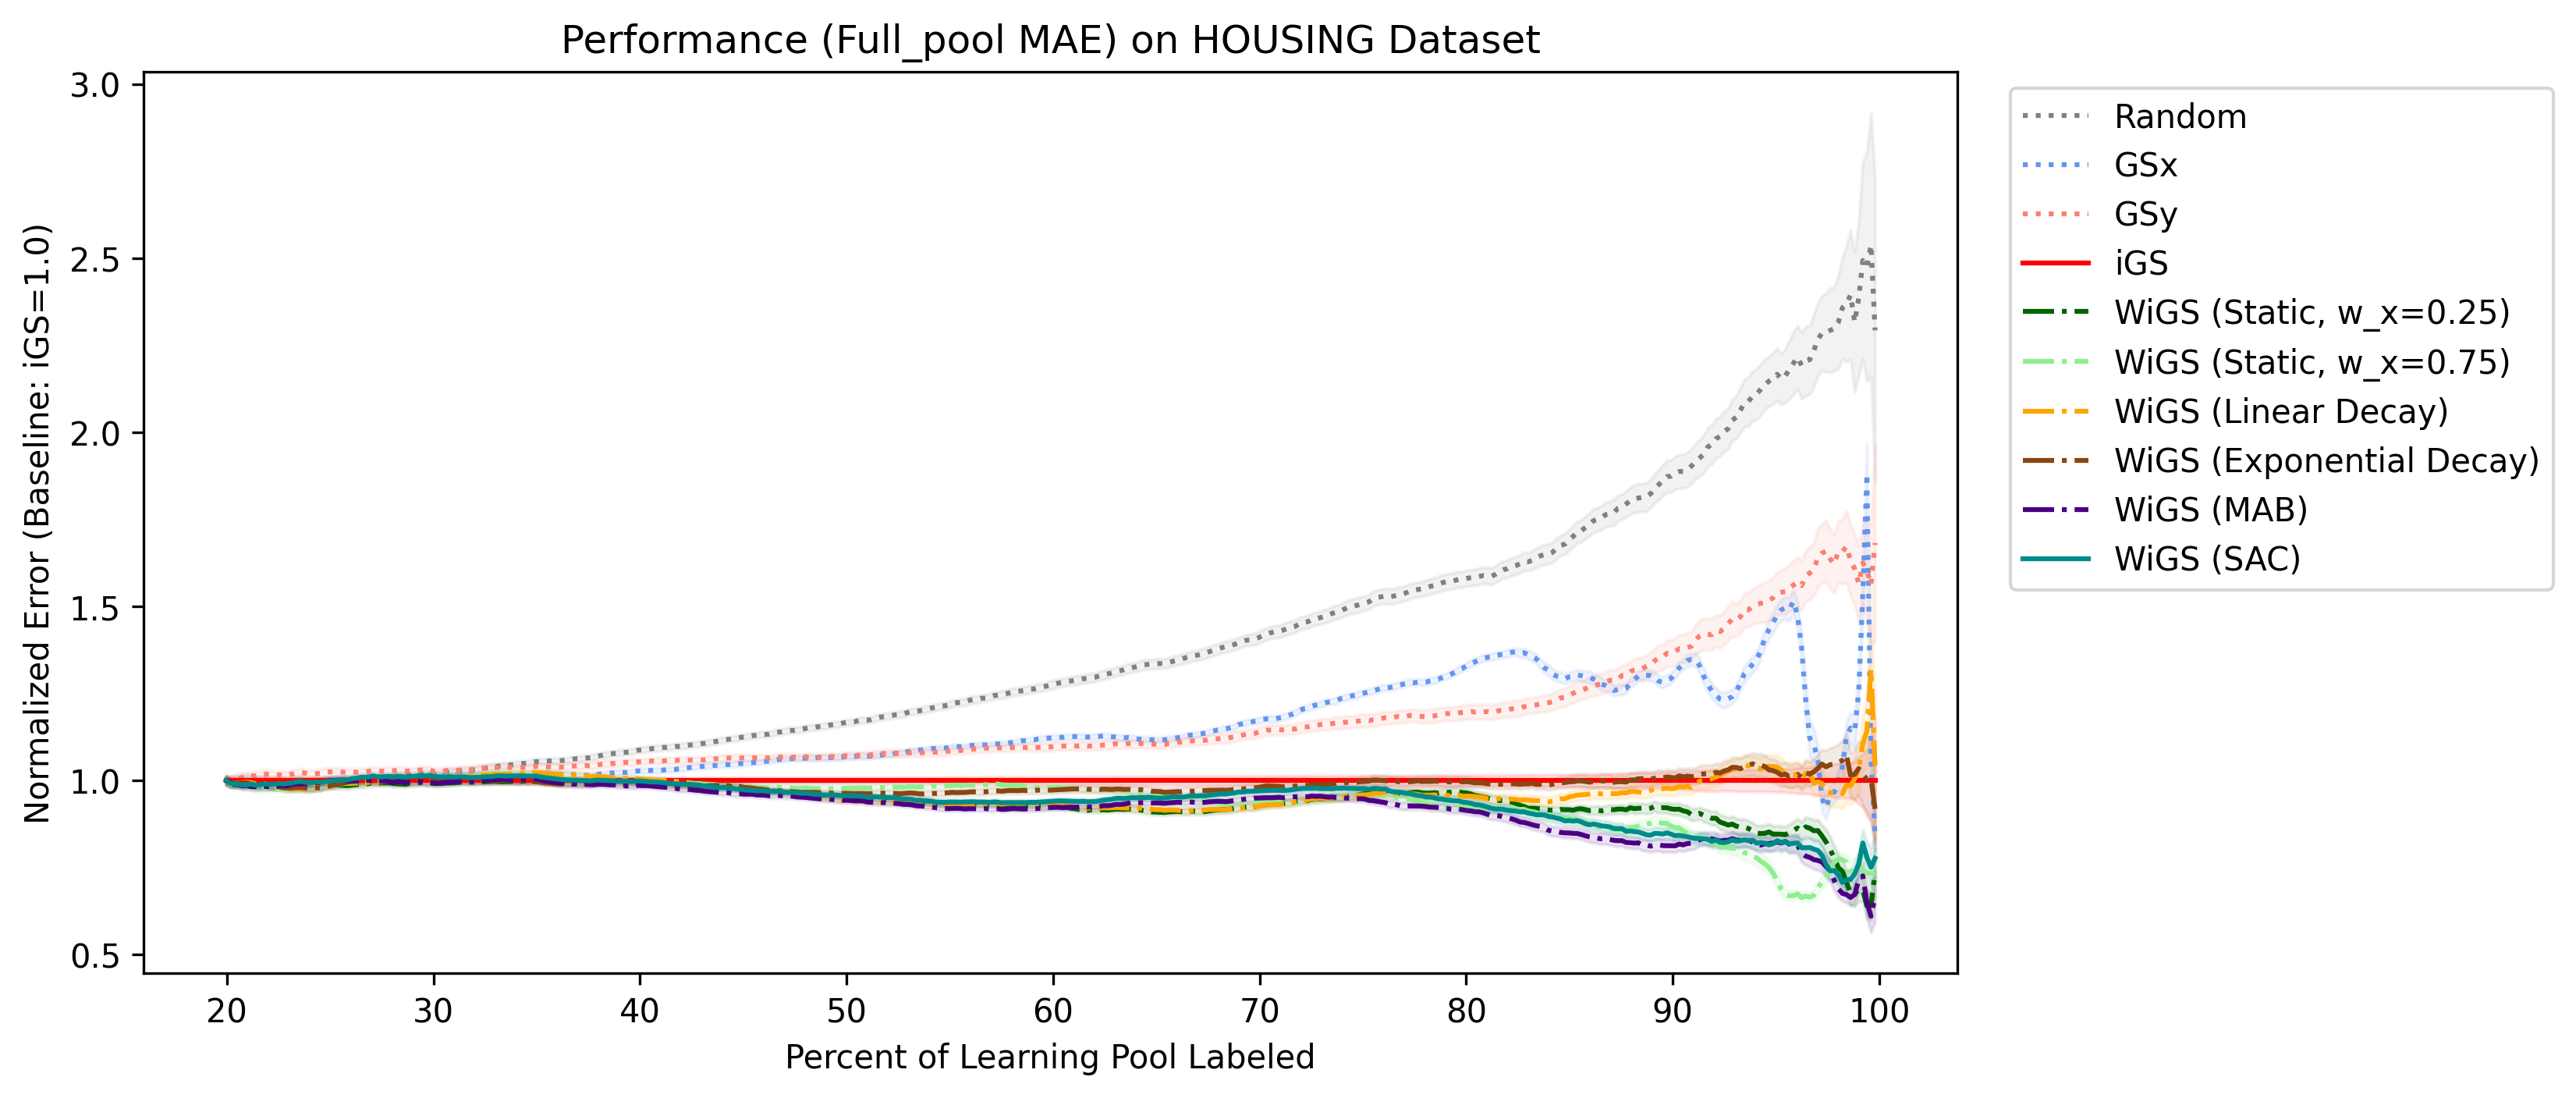 Performance (Full_pool MAE) on HOUSING Dataset
Normalized Error (Baseline: iGS=1.0)
3.0
2.5
2.0
1.5
1.0
0.5
20 30 40 50 60 70 80 90 100
Percent of Learning Pool Labeled
Random
GSx
GSy
iGS
WiGS (Static, w_x=0.25)
WiGS (Static, w_x=0.75)
WiGS (Linear Decay)
WiGS (Exponential Decay)
WiGS (MAB)
WiGS (SAC)